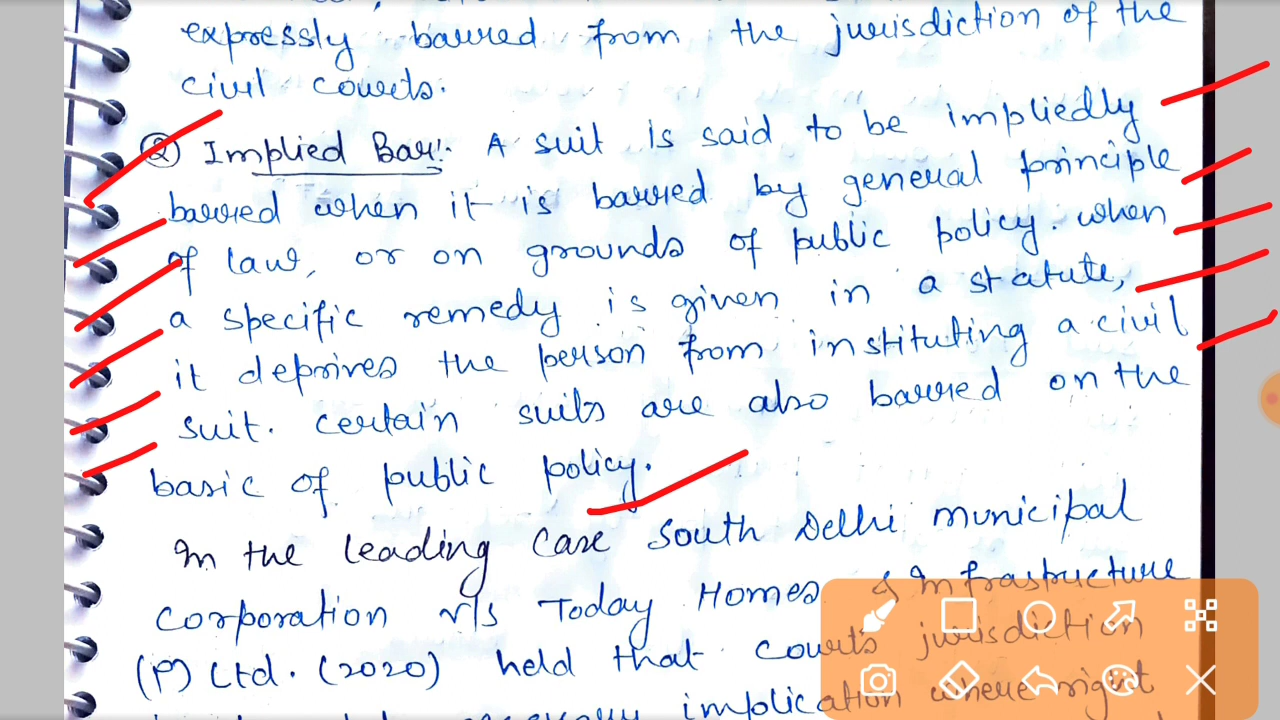 expressly barred from the jurisdiction of the
civil courts.
② Implied Bar:- A suit is said to be impliedly
barred when it is barred by general principle
of law, or on grounds of public policy. when
a specific remedy is given in a statute,
it deprives the person from instituting a civil
suit. certain suits are also barred on the
basic of public policy.
In the leading case South Delhi municipal
corporation v/s Today Homes & Infrastructure
(P) Ltd. (2020) held that court's jurisdiction
implication where right